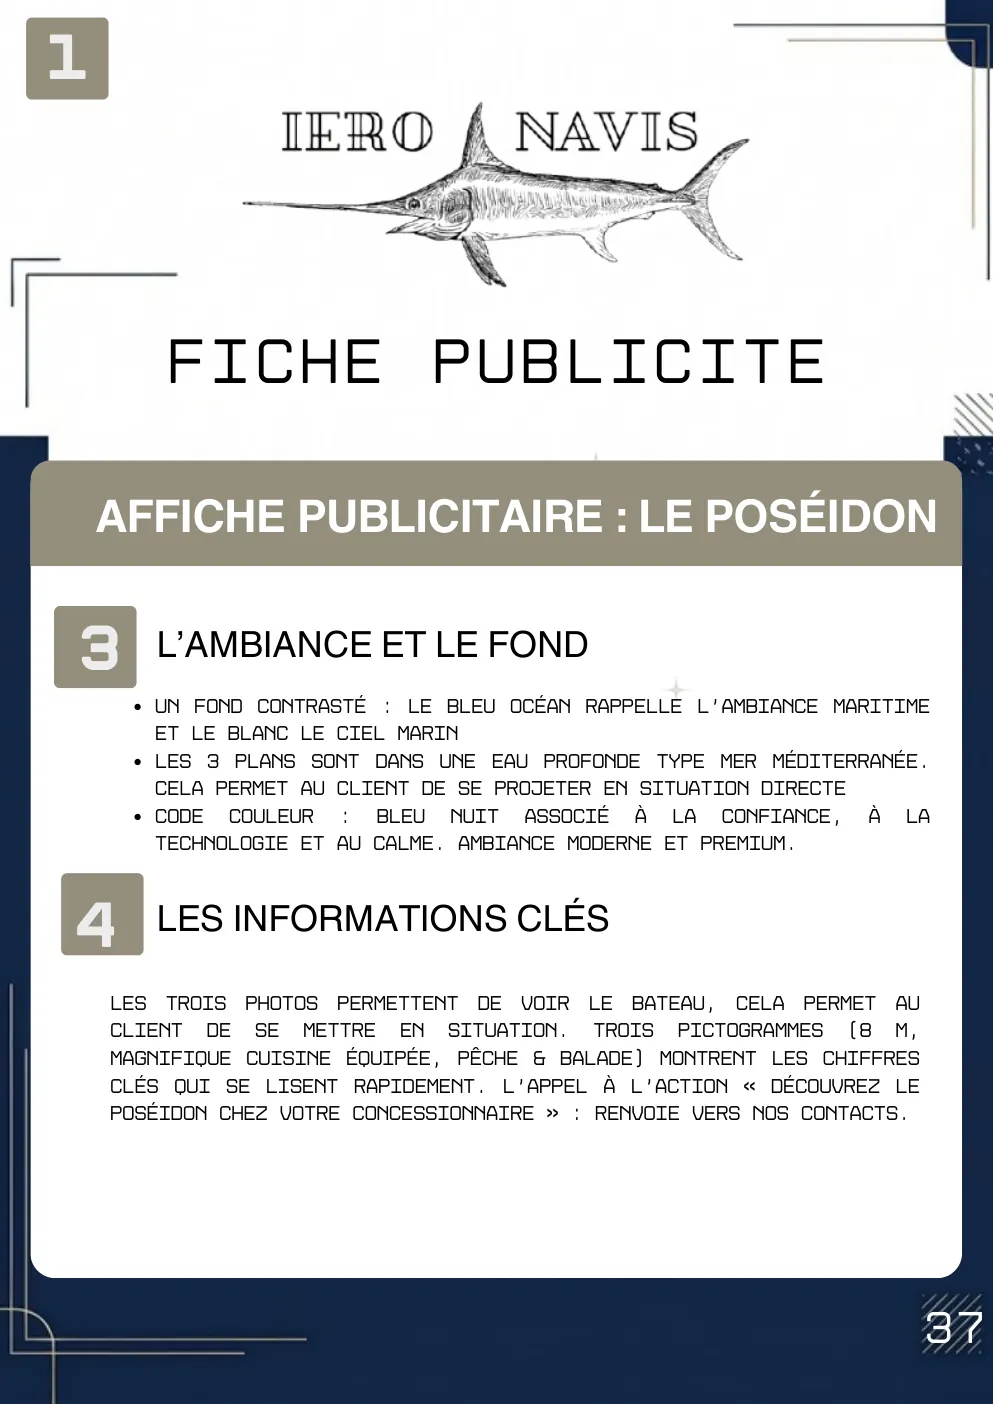 1
IERO NAVIS
FICHE PUBLICITE
AFFICHE PUBLICITAIRE : LE POSÉIDON
3
L’AMBIANCE ET LE FOND
• UN FOND CONTRASTÉ : LE BLEU OCÉAN RAPPELLE L’AMBIANCE MARITIME
ET LE BLANC LE CIEL MARIN
• LES 3 PLANS SONT DANS UNE EAU PROFONDE TYPE MER MÉDITERRANÉE.
CELA PERMET AU CLIENT DE SE PROJETER EN SITUATION DIRECTE
• CODE COULEUR : BLEU NUIT ASSOCIÉ À LA CONFIANCE, À LA
TECHNOLOGIE ET AU CALME. AMBIANCE MODERNE ET PREMIUM.
4
LES INFORMATIONS CLÉS
LES TROIS PHOTOS PERMETTENT DE VOIR LE BATEAU, CELA PERMET AU
CLIENT DE SE METTRE EN SITUATION. TROIS PICTOGRAMMES (8 M,
MAGNIFIQUE CUISINE ÉQUIPÉE, PÊCHE & BALADE) MONTRENT LES CHIFFRES
CLÉS QUI SE LISENT RAPIDEMENT. L’APPEL À L’ACTION « DÉCOUVREZ LE
POSÉIDON CHEZ VOTRE CONCESSIONNAIRE » : RENVOIE VERS NOS CONTACTS.
37